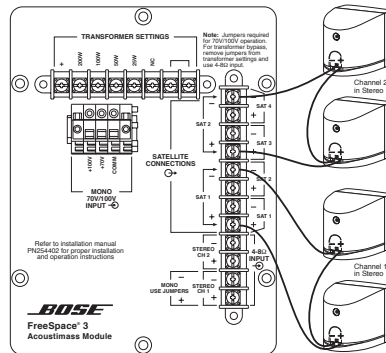 TRANSFORMER SETTINGS
+
200W
100W
50W
25W
NC
Note: Jumpers required
for 70V/100V operation.
For transformer bypass,
remove jumpers from
transformer settings and
use 4-8Ω input.
+100V
+70V
COMM
MONO
70V/100V
INPUT
SATELLITE
CONNECTIONS
SAT 2
− +
SAT 1
− +
− SAT 4 +
− SAT 3 +
− SAT 2 +
− SAT 1 +
STEREO
CH 2
− +
4-8Ω
INPUT
MONO
USE JUMPERS
− +
STEREO
CH 1
− +
Refer to installation manual
PN254402 for proper installation
and operation instructions
BOSE
FreeSpace® 3
Acoustimass Module
Channel 2
in Stereo
Channel 1
in Stereo